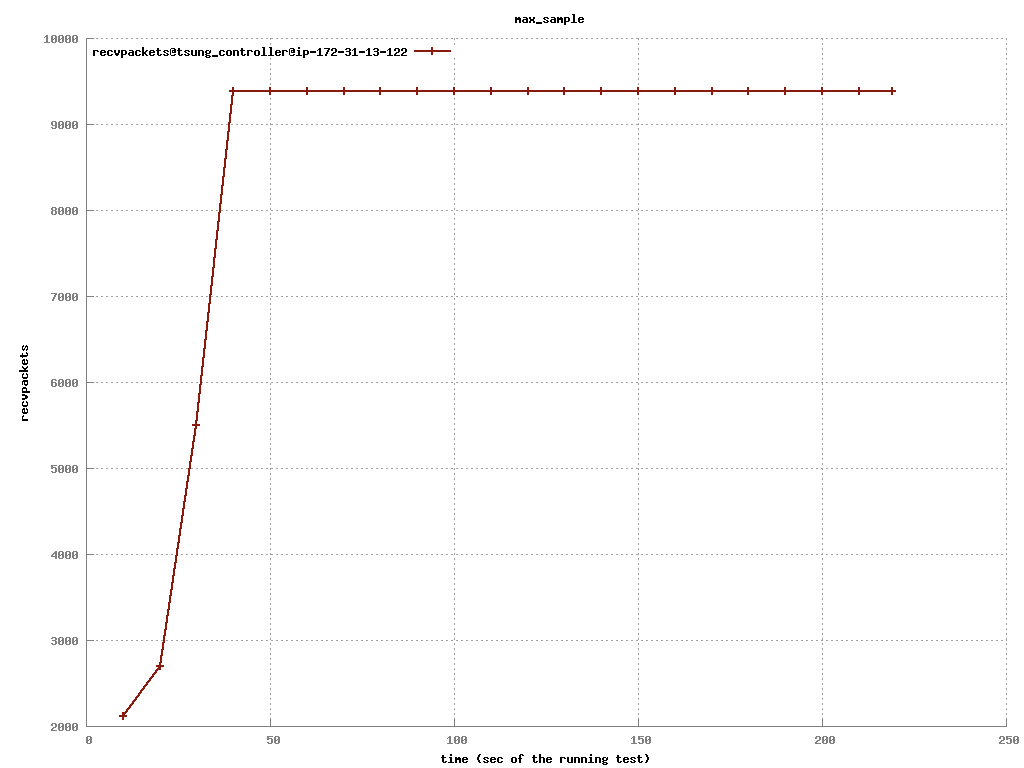 max_sample
10000
recvpackets@tsung_controller@ip-172-31-13-122
9000
8000
7000
6000
recvpackets
5000
4000
3000
2000
0 50 100 150 200 250
time (sec of the running test)